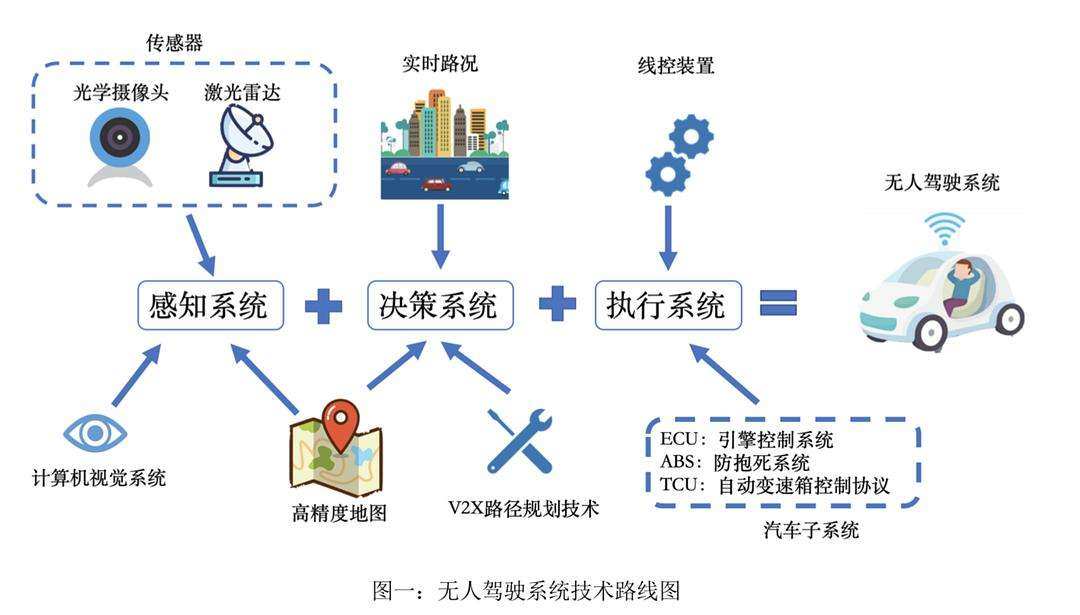 传感器
光学摄像头
激光雷达
实时路况
线控装置
无人驾驶系统
感知系统
决策系统
执行系统
计算机视觉系统
高精度地图
V2X路径规划技术
ECU：引擎控制系统
ABS：防抱死系统
TCU：自动变速箱控制协议
汽车子系统
图一：无人驾驶系统技术路线图